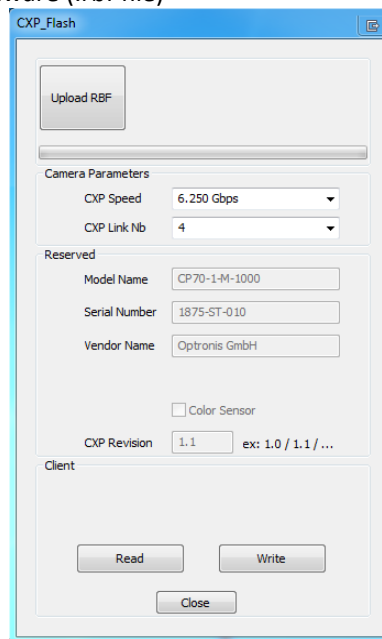 CXP_Flash
Upload RBF
Camera Parameters
CXP Speed 6.250 Gbps
CXP Link Nb 4
Reserved
Model Name CP70-1-M-1000
Serial Number 1875-ST-010
Vendor Name Optronis GmbH
Color Sensor
CXP Revision 1.1 ex: 1.0 / 1.1 / ...
Client
Read Write
Close